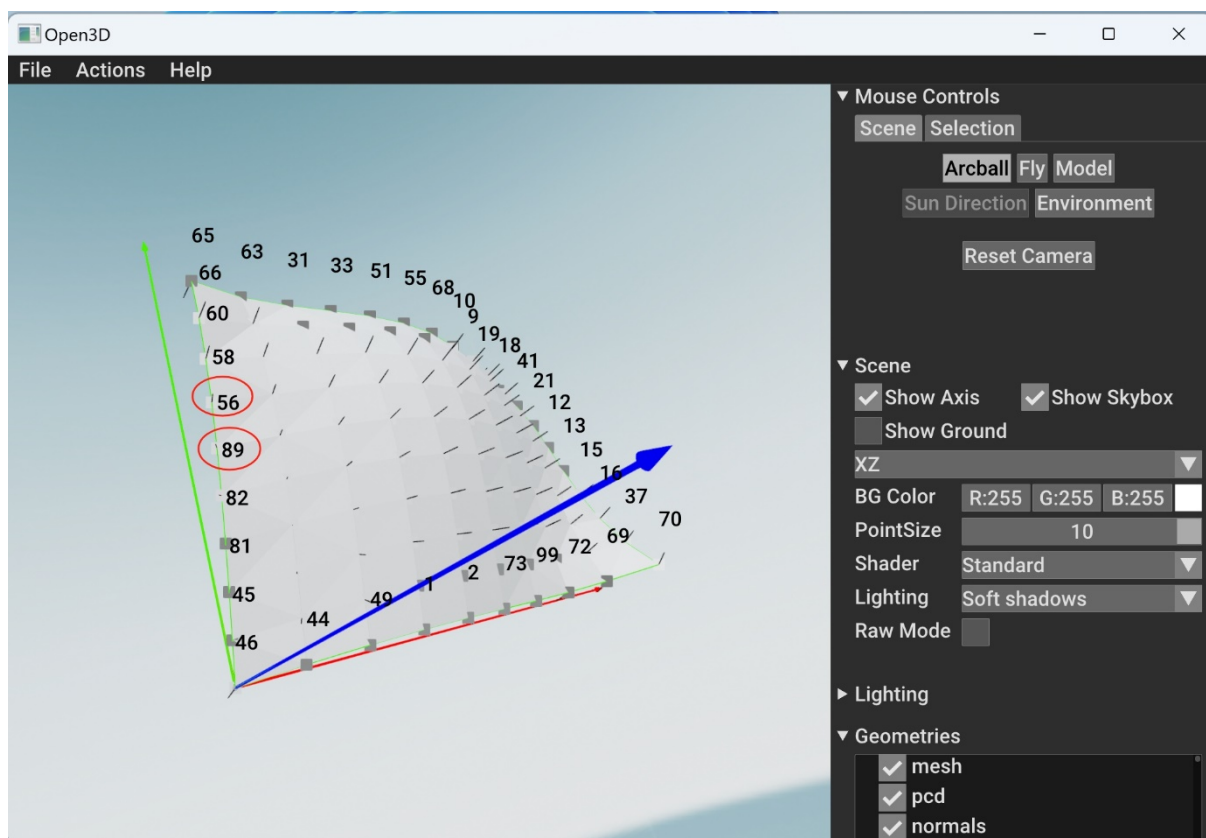 Open3D
File Actions Help
Mouse Controls
Scene Selection
Arcball Fly Model
Sun Direction Environment
Reset Camera
Scene
Show Axis Show Skybox
Show Ground
XZ
BG Color R:255 G:255 B:255
PointSize 10
Shader Standard
Lighting Soft shadows
Raw Mode
Lighting
Geometries
mesh
pcd
normals
65
63
31
33
51
55
68
10
9
19
18
41
21
12
13
15
16
37
70
66
60
58
56
89
82
81
45
46
44
49
1
2
73
99
72
69